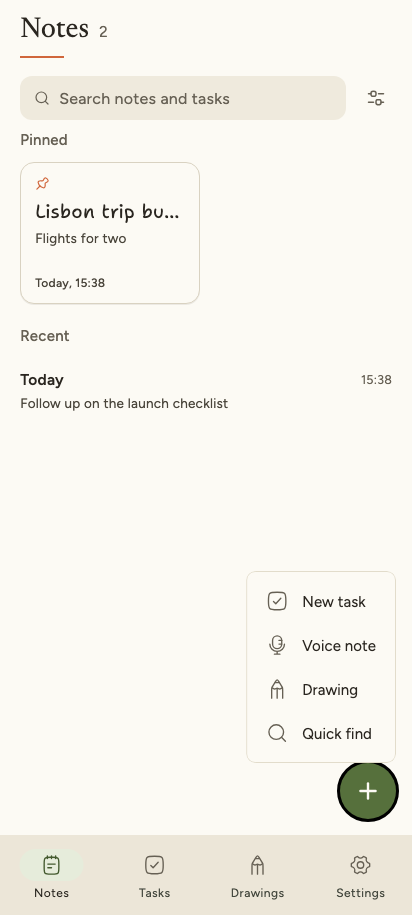 Notes 2
Search notes and tasks
Pinned
Lisbon trip bu...
Flights for two
Today, 15:38
Recent
Today 15:38
Follow up on the launch checklist
New task
Voice note
Drawing
Quick find
Notes Tasks Drawings Settings